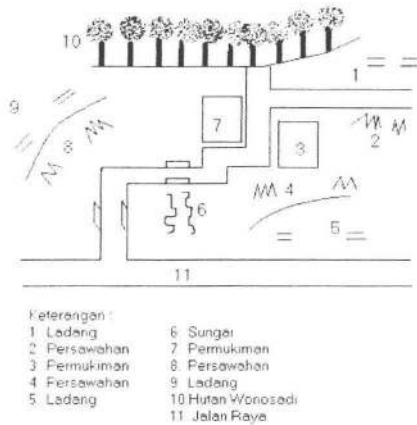 10
1
9
7
2
8
3
4
6
5
11
Keterangan :
1 Ladang
2 Persawahan
3 Permukiman
4 Persawahan
5 Ladang
6 Sungai
7 Permukiman
8 Persawahan
9 Ladang
10 Hutan Wonosadi
11 Jalan Raya